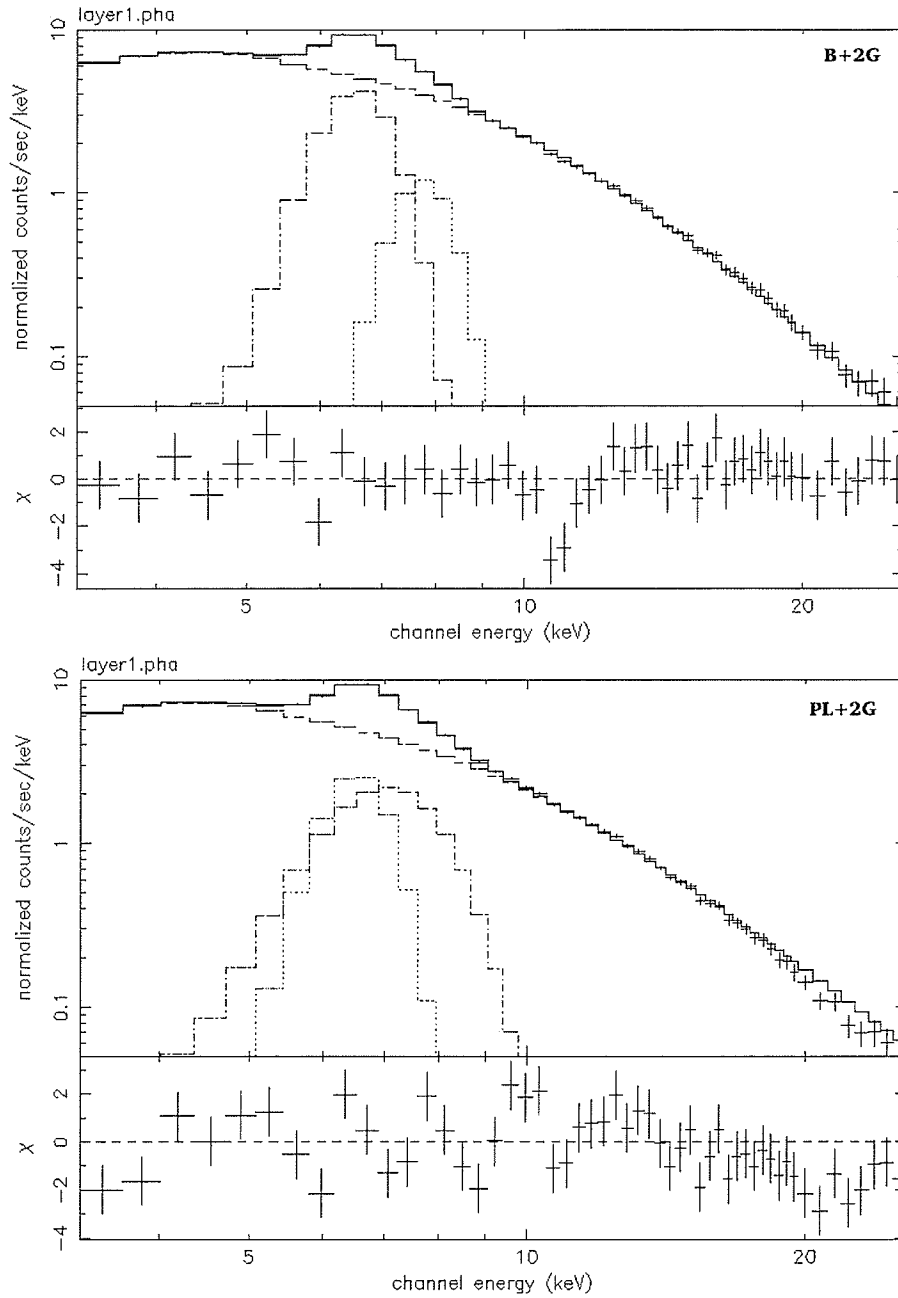 layer1.pha
B+2G
10
1
0.1
normalized counts/sec/keV
2
0
−2
−4
χ
5
10
20
channel energy (keV)
layer1.pha
PL+2G
10
1
0.1
normalized counts/sec/keV
2
0
−2
−4
χ
5
10
20
channel energy (keV)